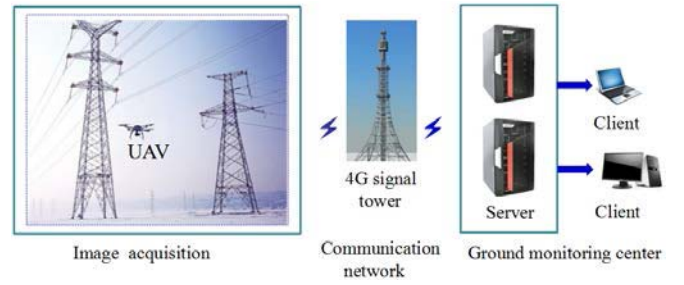 UAV
4G signal
tower
Server
Client
Client
Image acquisition
Communication
network
Ground monitoring center